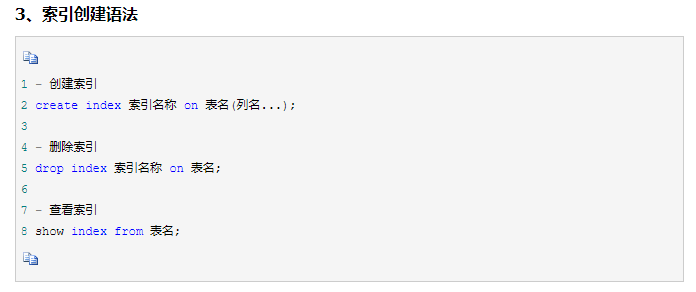 3、索引创建语法
1 - 创建索引
2 create index 索引名称 on 表名(列名...);
3
4 - 删除索引
5 drop index 索引名称 on 表名;
6
7 - 查看索引
8 show index from 表名;